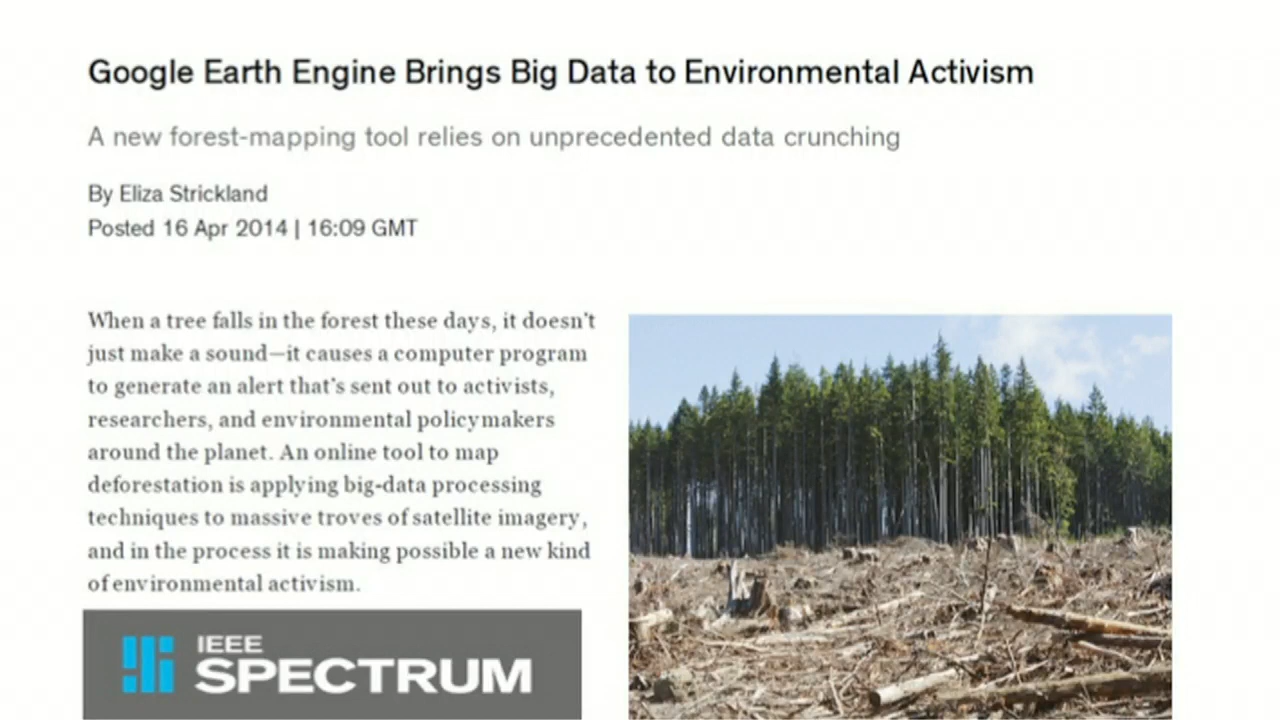 Google Earth Engine Brings Big Data to Environmental Activism
A new forest-mapping tool relies on unprecedented data crunching
By Eliza Strickland
Posted 16 Apr 2014 | 16:09 GMT
When a tree falls in the forest these days, it doesn't
just make a sound—it causes a computer program
to generate an alert that's sent out to activists,
researchers, and environmental policymakers
around the planet. An online tool to map
deforestation is applying big-data processing
techniques to massive troves of satellite imagery,
and in the process it is making possible a new kind
of environmental activism.
IEEE
SPECTRUM